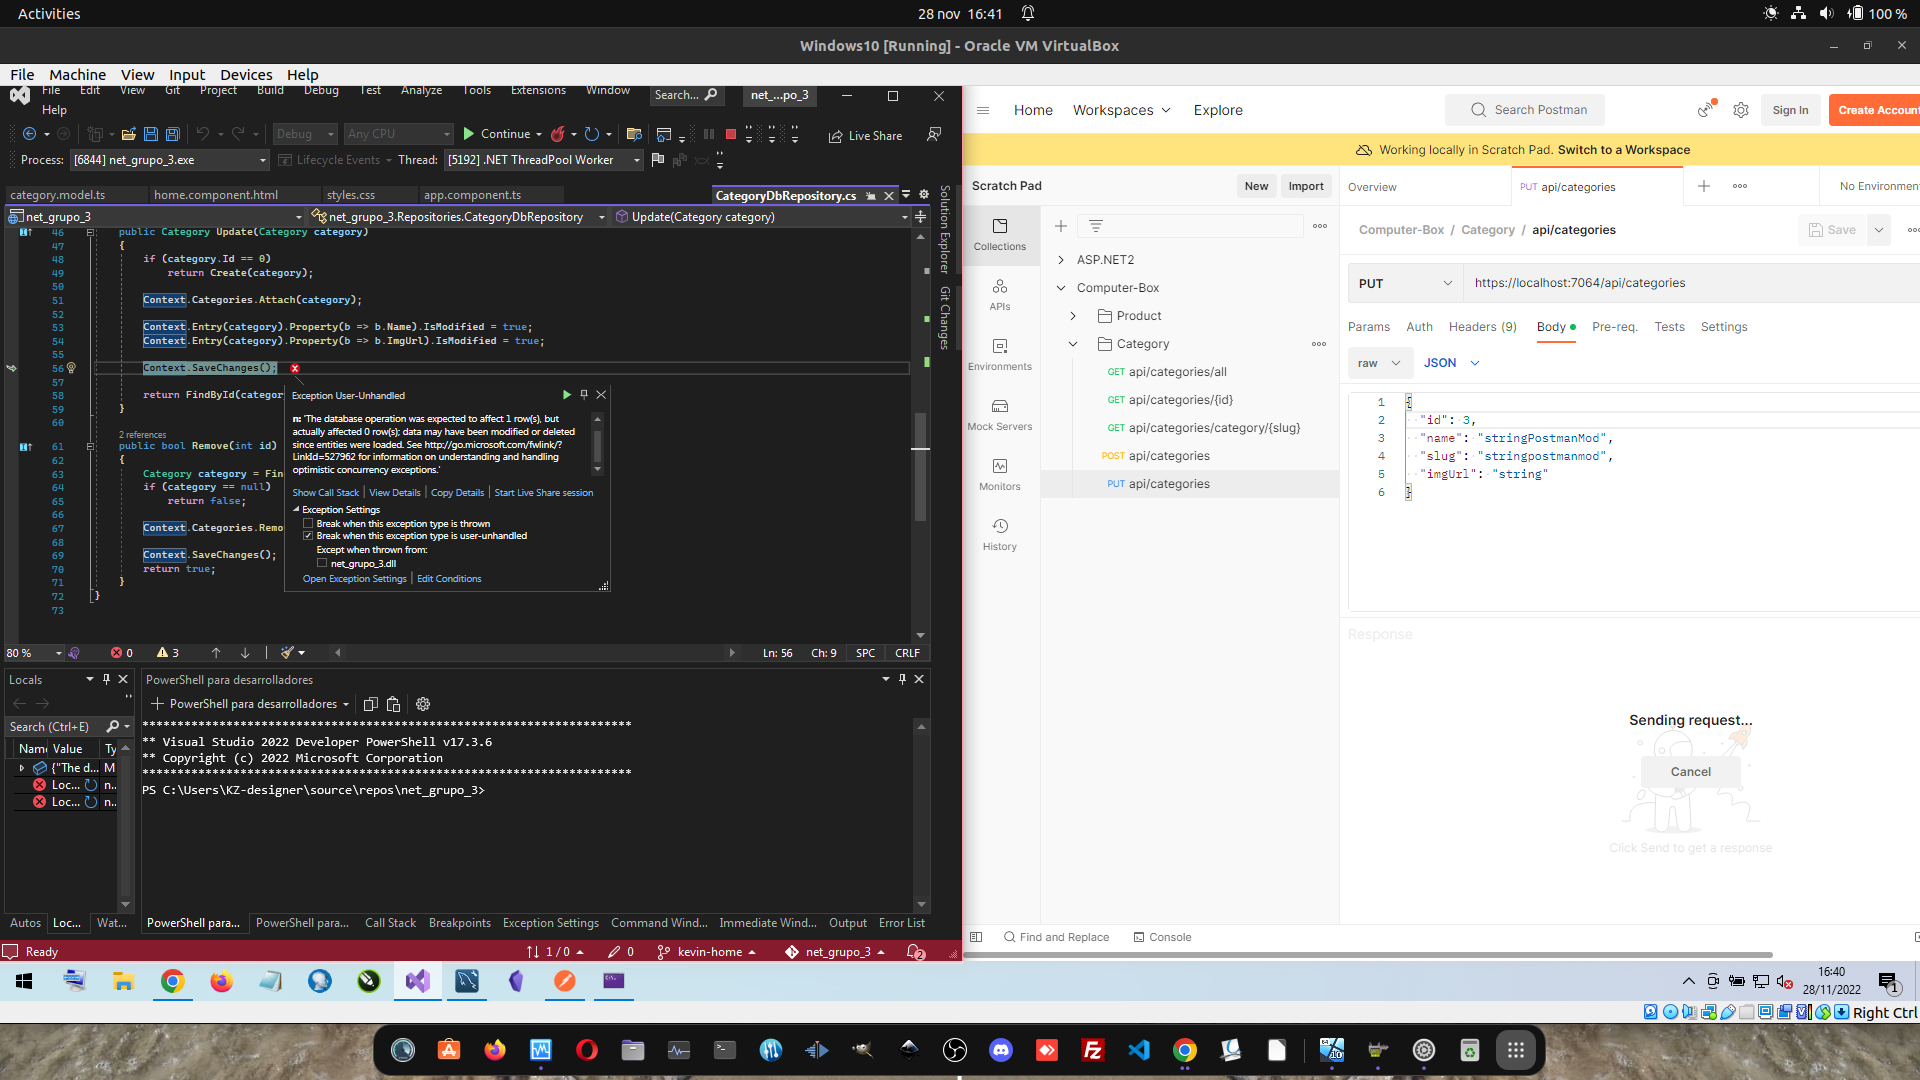 Activities
28 nov  16:41
100 %
Windows10 [Running] - Oracle VM VirtualBox
File Machine View Input Devices Help
File Edit View Git Project Build Debug Test Analyze Tools Extensions Window Search... net_...po_3
Help
Debug Any CPU Continue Live Share
Process: [6844] net_grupo_3.exe Lifecycle Events Thread: [5192] .NET ThreadPool Worker
category.model.ts home.component.html styles.css app.component.ts CategoryDbRepository.cs
net_grupo_3 net_grupo_3.Repositories.CategoryDbRepository Update(Category category)
Solution Explorer
Git Changes
46 public Category Update(Category category)
47 {
48 if (category.Id == 0)
49 return Create(category);
50
51 Context.Categories.Attach(category);
52
53 Context.Entry(category).Property(b => b.Name).IsModified = true;
54 Context.Entry(category).Property(b => b.ImgUrl).IsModified = true;
55
56 Context.SaveChanges();
57
58 return FindById(categor
59 }
60
2 references
61 public bool Remove(int id)
62 {
63 Category category = Fin
64 if (category == null)
65 return false;
66
67 Context.Categories.Remo
68
69 Context.SaveChanges();
70 return true;
71 }
72 }
73
Exception User-Unhandled
n: 'The database operation was expected to affect 1 row(s), but
actually affected 0 row(s); data may have been modified or deleted
since entities were loaded. See http://go.microsoft.com/fwlink/?
LinkId=527962 for information on understanding and handling
optimistic concurrency exceptions.'
Show Call Stack | View Details | Copy Details | Start Live Share session
Exception Settings
Break when this exception type is thrown
Break when this exception type is user-unhandled
Except when thrown from:
net_grupo_3.dll
Open Exception Settings | Edit Conditions
80 % 0 3 Ln: 56 Ch: 9 SPC CRLF
Locals
Search (Ctrl+E)
Name Value Ty
{"The d... M
Loc... n..
Loc... n..
Autos Loc... Wat...
PowerShell para desarrolladores
PowerShell para desarrolladores
**********************************************************************
** Visual Studio 2022 Developer PowerShell v17.3.6
** Copyright (c) 2022 Microsoft Corporation
**********************************************************************
PS C:\Users\KZ-designer\source\repos\net_grupo_3>
PowerShell para... PowerShell para... Call Stack Breakpoints Exception Settings Command Wind... Immediate Wind... Output Error List
Ready 1 / 0 0 kevin-home net_grupo_3 2
Home Workspaces Explore Search Postman Sign In Create Accoun
Working locally in Scratch Pad. Switch to a Workspace
Scratch Pad New Import
Overview PUT api/categories No Environmen
Collections
APIs
Environments
Mock Servers
Monitors
History
ASP.NET2
Computer-Box
Product
Category
GET api/categories/all
GET api/categories/{id}
GET api/categories/category/{slug}
POST api/categories
PUT api/categories
Computer-Box / Category / api/categories Save
PUT https://localhost:7064/api/categories
Params Auth Headers (9) Body Pre-req. Tests Settings
raw JSON
1 {
2 "id": 3,
3 "name": "stringPostmanMod",
4 "slug": "stringpostmanmod",
5 "imgUrl": "string"
6 }
Response
Sending request...
Cancel
Click Send to get a response
Find and Replace Console
16:40
28/11/2022
1
Right Ctrl